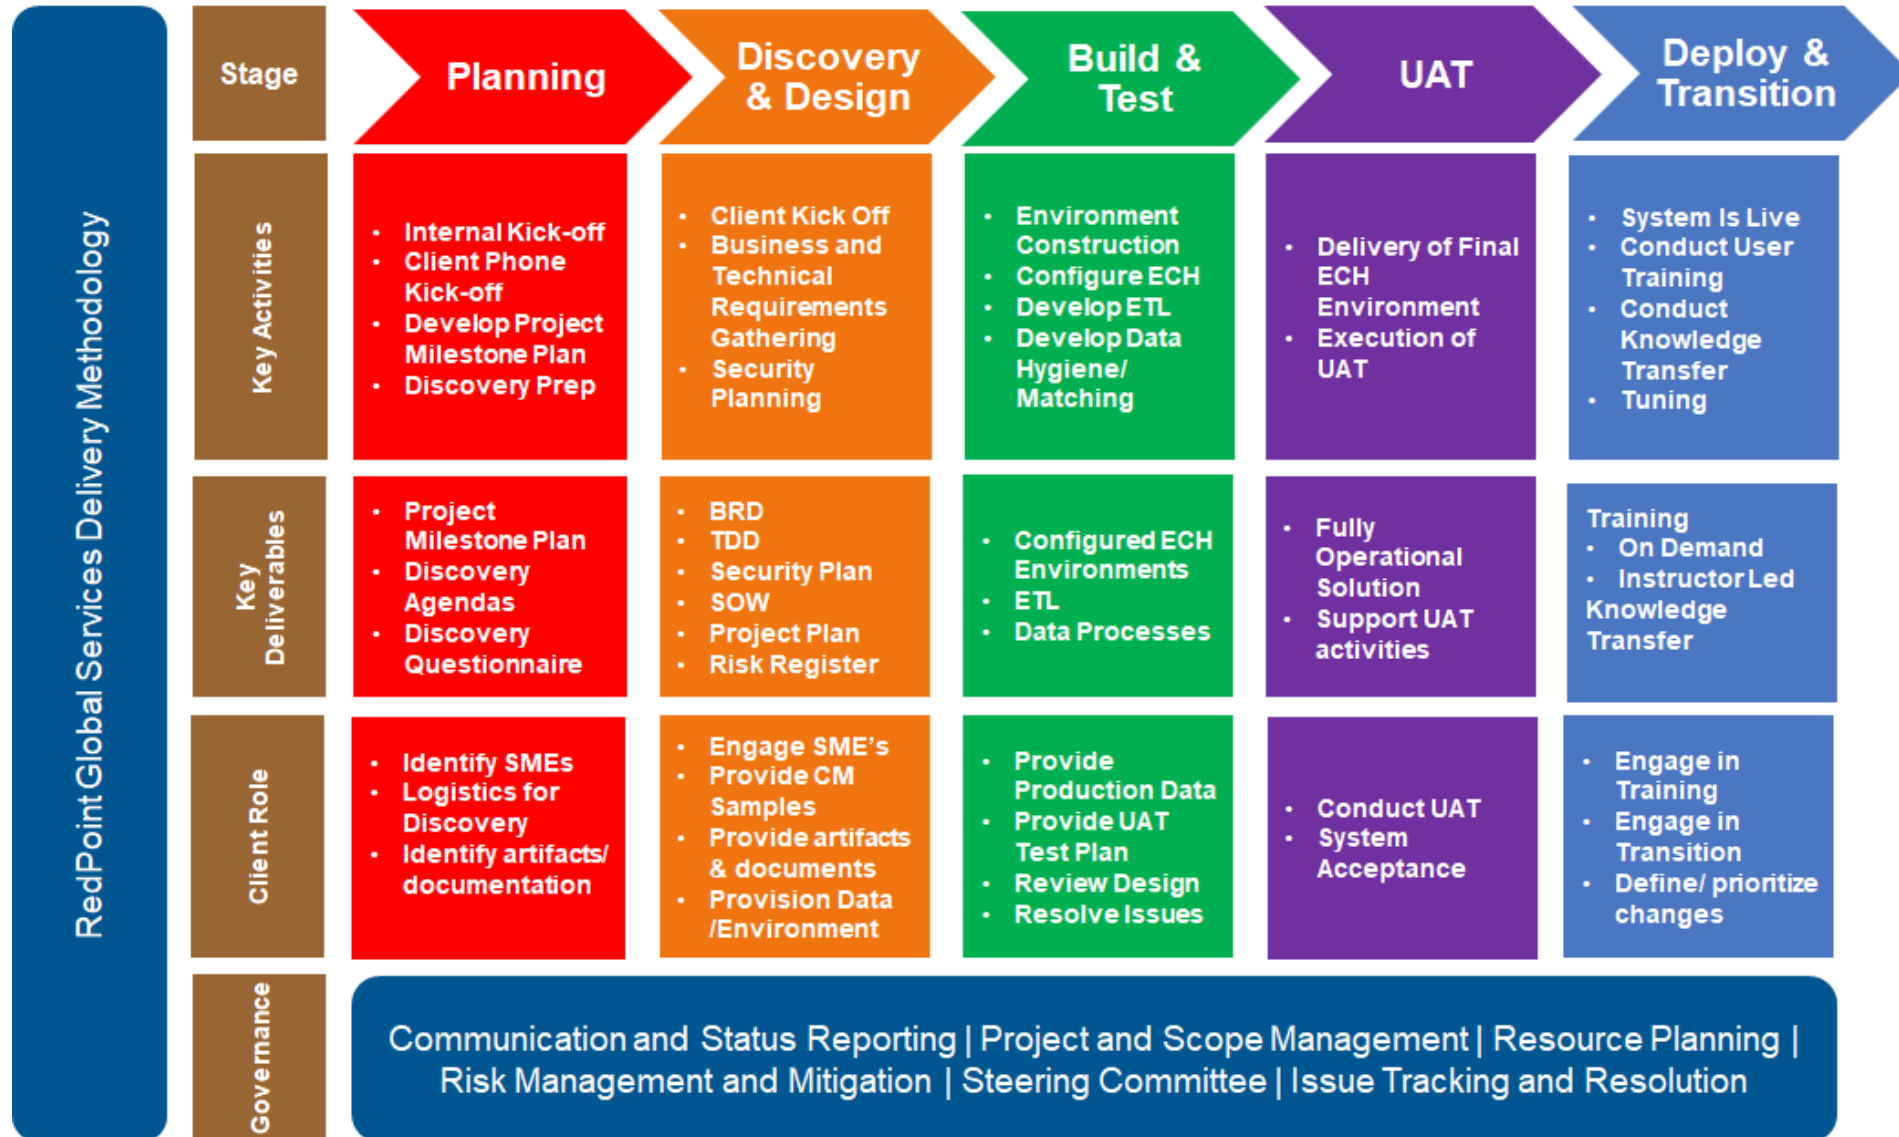 RedPoint Global Services Delivery Methodology
Stage
Planning
Discovery
& Design
Build &
Test
UAT
Deploy &
Transition
Key Activities
• Internal Kick-off
• Client Phone
Kick-off
• Develop Project
Milestone Plan
• Discovery Prep
• Client Kick Off
• Business and
Technical
Requirements
Gathering
• Security
Planning
• Environment
Construction
• Configure ECH
• Develop ETL
• Develop Data
Hygiene/
Matching
• Delivery of Final
ECH
Environment
• Execution of
UAT
• System Is Live
• Conduct User
Training
• Conduct
Knowledge
Transfer
• Tuning
Key
Deliverables
• Project
Milestone Plan
• Discovery
Agendas
• Discovery
Questionnaire
• BRD
• TDD
• Security Plan
• SOW
• Project Plan
• Risk Register
• Configured ECH
Environments
• ETL
• Data Processes
• Fully
Operational
Solution
• Support UAT
activities
Training
• On Demand
• Instructor Led
Knowledge
Transfer
Client Role
• Identify SMEs
• Logistics for
Discovery
• Identify artifacts/
documentation
• Engage SME's
• Provide CM
Samples
• Provide artifacts
& documents
• Provision Data
/Environment
• Provide
Production Data
• Provide UAT
Test Plan
• Review Design
• Resolve Issues
• Conduct UAT
• System
Acceptance
• Engage in
Training
• Engage in
Transition
• Define/ prioritize
changes
Governance
Communication and Status Reporting | Project and Scope Management | Resource Planning |
Risk Management and Mitigation | Steering Committee | Issue Tracking and Resolution